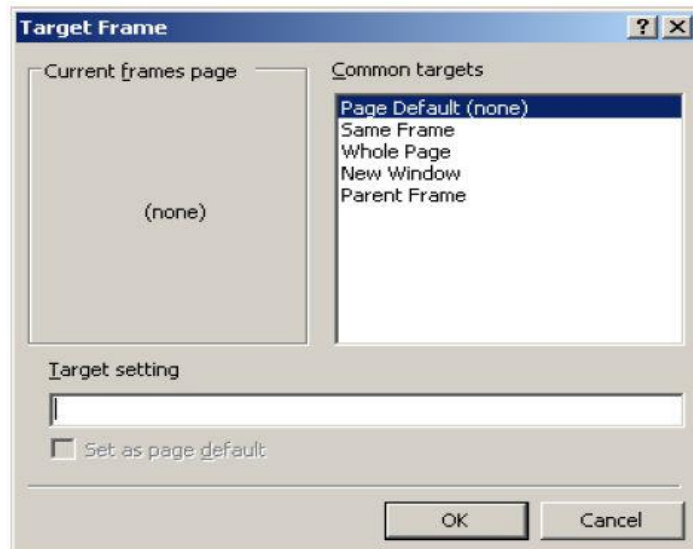 Target Frame
Current frames page
(none)
Common targets
Page Default (none)
Same Frame
Whole Page
New Window
Parent Frame
Target setting
Set as page default
OK
Cancel